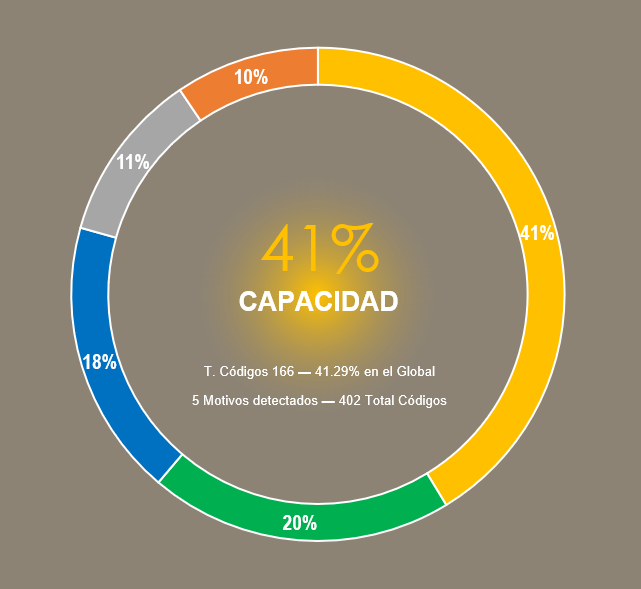 10%
11%
41%
41%
CAPACIDAD
18%
T. Códigos 166 — 41.29% en el Global
5 Motivos detectados — 402 Total Códigos
20%